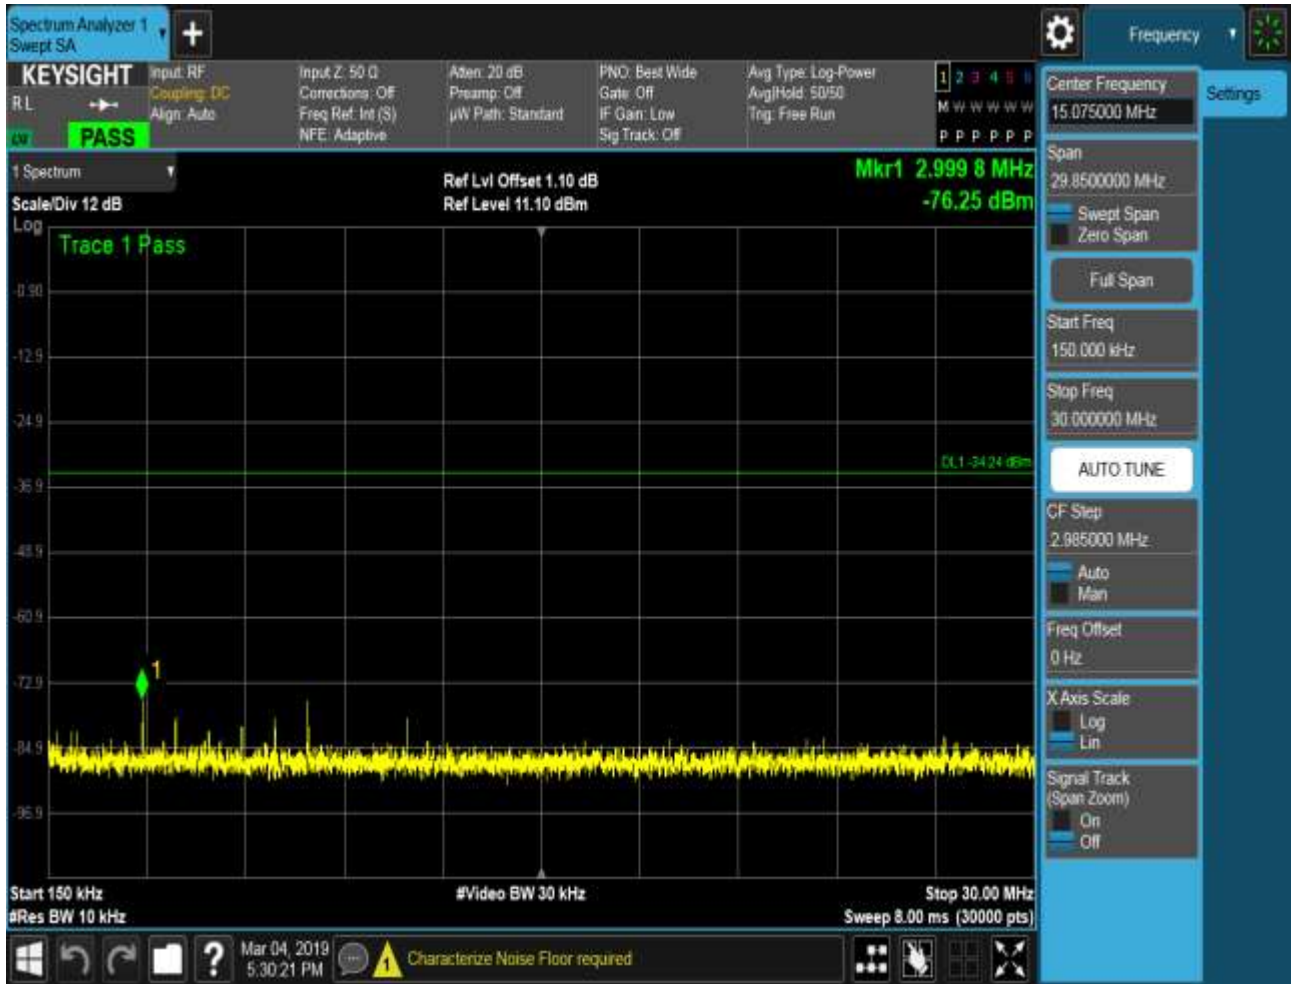 Spectrum Analyzer 1
Swept SA
+
Frequency
KEYSIGHT
R L
LXI
PASS
Input: RF
Coupling: DC
Align: Auto
Input Z: 50 Ω
Corrections: Off
Freq Ref: Int (S)
NFE: Adaptive
Atten: 20 dB
Preamp: Off
µW Path: Standard
PNO: Best Wide
Gate: Off
IF Gain: Low
Sig Track: Off
Avg Type: Log-Power
Avg|Hold: 50/50
Trig: Free Run
1 2 3 4 5 6
M W W W W W
P P P P P P
1 Spectrum
Scale/Div 12 dB
Log
Ref Lvl Offset 1.10 dB
Ref Level 11.10 dBm
Mkr1 2.999 8 MHz
-76.25 dBm
Trace 1 Pass
-0.90
-12.9
-24.9
DL1 -34.24 dBm
-36.9
-48.9
-60.9
1
-72.9
-84.9
-96.9
Start 150 kHz
#Res BW 10 kHz
#Video BW 30 kHz
Stop 30.00 MHz
Sweep 8.00 ms (30000 pts)
Center Frequency
15.075000 MHz
Settings
Span
29.8500000 MHz
Swept Span
Zero Span
Full Span
Start Freq
150.000 kHz
Stop Freq
30.000000 MHz
AUTO TUNE
CF Step
2.985000 MHz
Auto
Man
Freq Offset
0 Hz
X Axis Scale
Log
Lin
Signal Track
(Span Zoom)
On
Off
?
Mar 04, 2019
5:30:21 PM
1
Characterize Noise Floor required